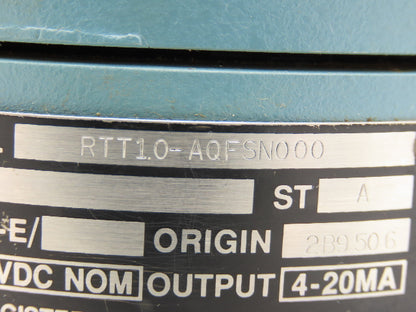 RTT10-AQFSN000
ST A
E/ ORIGIN 2B9506
VDC NOM OUTPUT 4-20MA